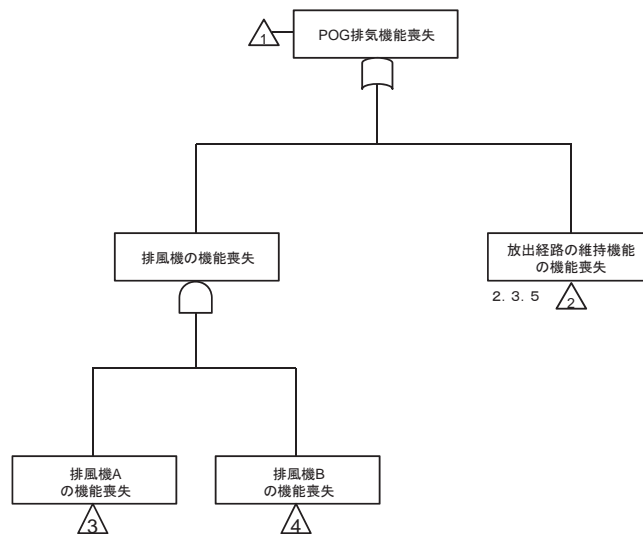 1
POG排気機能喪失
排風機の機能喪失
放出経路の維持機能
の機能喪失
2. 3. 5
2
排風機A
の機能喪失
排風機B
の機能喪失
3
4